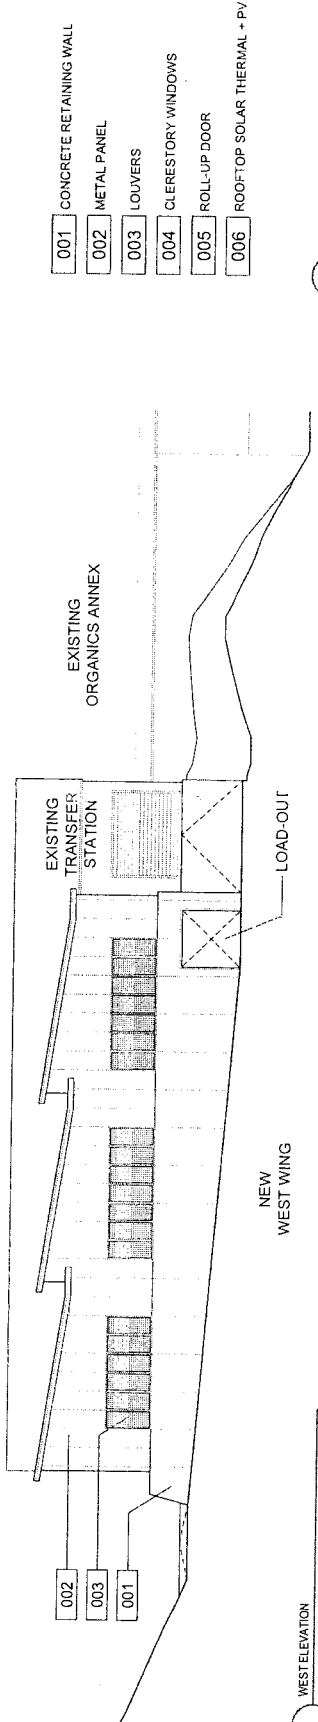 001 CONCRETE RETAINING WALL
002 METAL PANEL
003 LOUVERS
004 CLERESTORY WINDOWS
005 ROLL-UP DOOR
006 ROOFTOP SOLAR THERMAL + PV
EXISTING
ORGANICS ANNEX
EXISTING
TRANSFER
STATION
LOAD-OUT
NEW
WEST WING
002
003
001
WEST ELEVATION